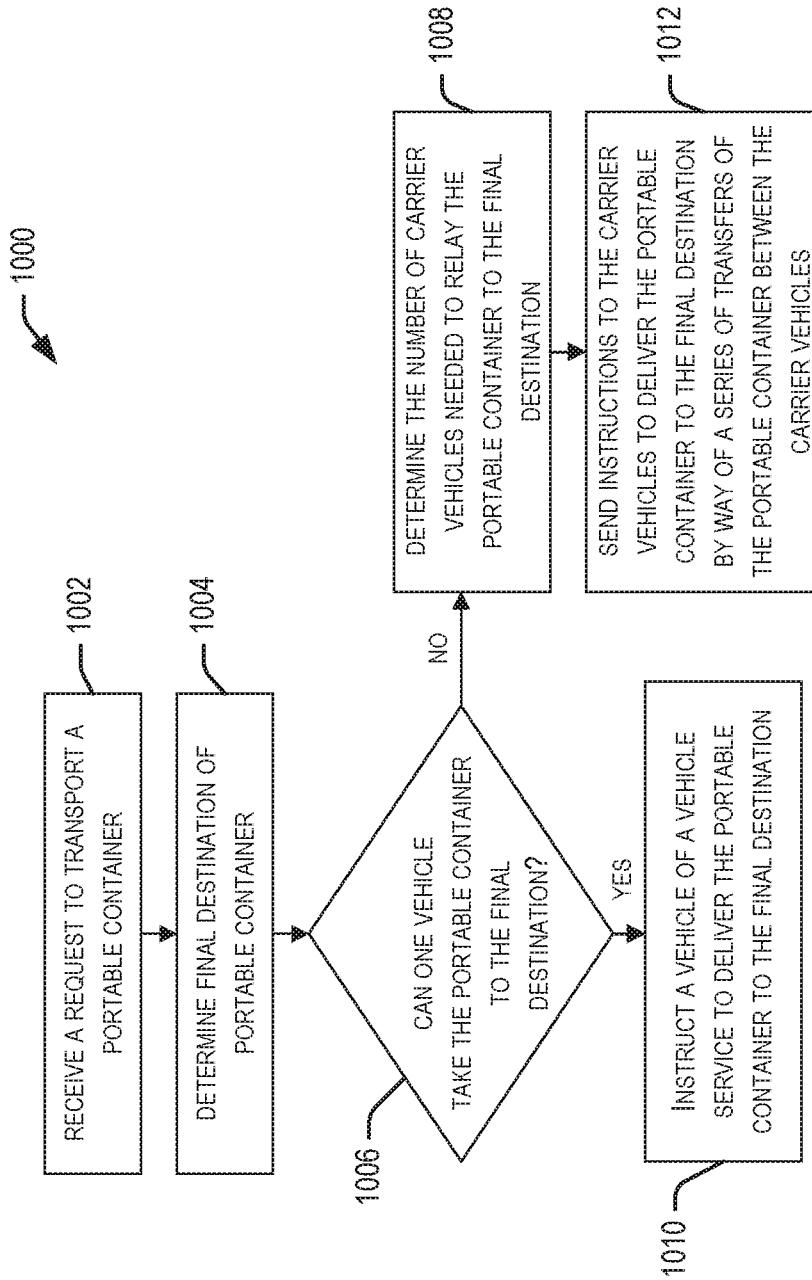 1000
RECEIVE A REQUEST TO TRANSPORT A
PORTABLE CONTAINER
1002
DETERMINE FINAL DESTINATION OF
PORTABLE CONTAINER
1004
CAN ONE VEHICLE
TAKE THE PORTABLE CONTAINER
TO THE FINAL
DESTINATION?
1006
NO
DETERMINE THE NUMBER OF CARRIER
VEHICLES NEEDED TO RELAY THE
PORTABLE CONTAINER TO THE FINAL
DESTINATION
1008
YES
INSTRUCT A VEHICLE OF A VEHICLE
SERVICE TO DELIVER THE PORTABLE
CONTAINER TO THE FINAL DESTINATION
1010
SEND INSTRUCTIONS TO THE CARRIER
VEHICLES TO DELIVER THE PORTABLE
CONTAINER TO THE FINAL DESTINATION
BY WAY OF A SERIES OF TRANSFERS OF
THE PORTABLE CONTAINER BETWEEN THE
CARRIER VEHICLES
1012